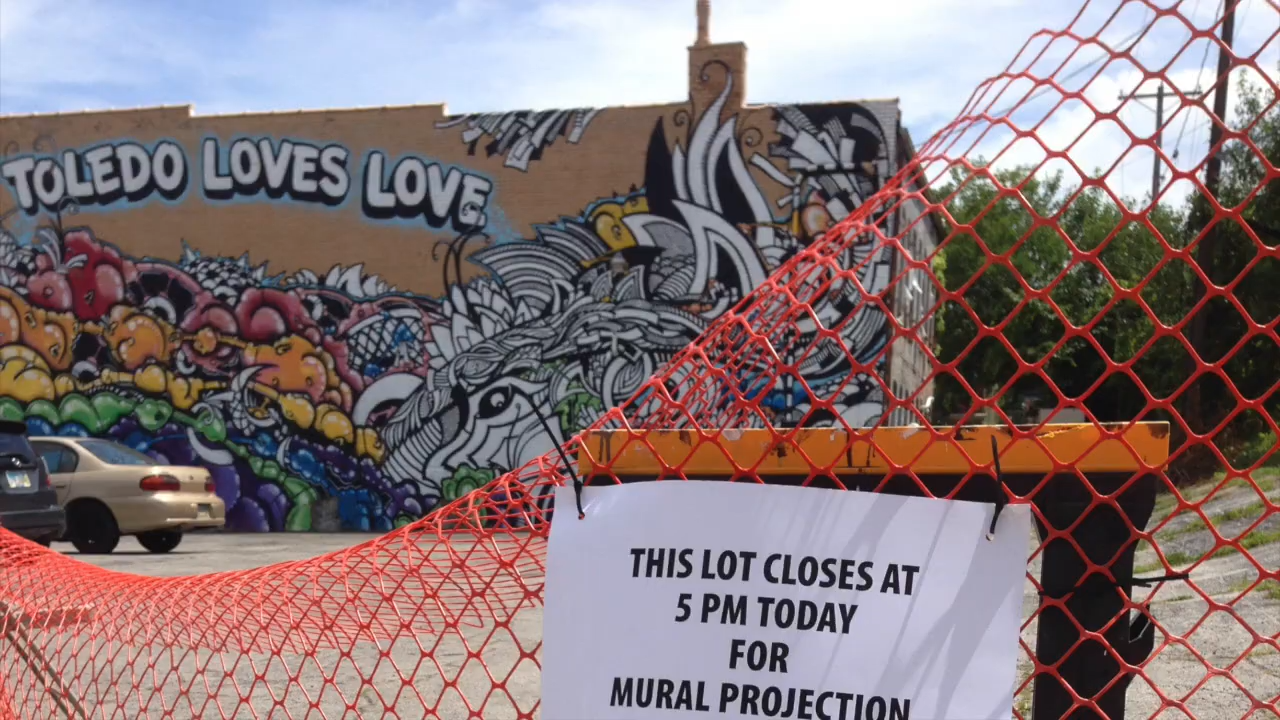 TOLEDO LOVES LOVE
THIS LOT CLOSES AT
5 PM TODAY
FOR
MURAL PROJECTION